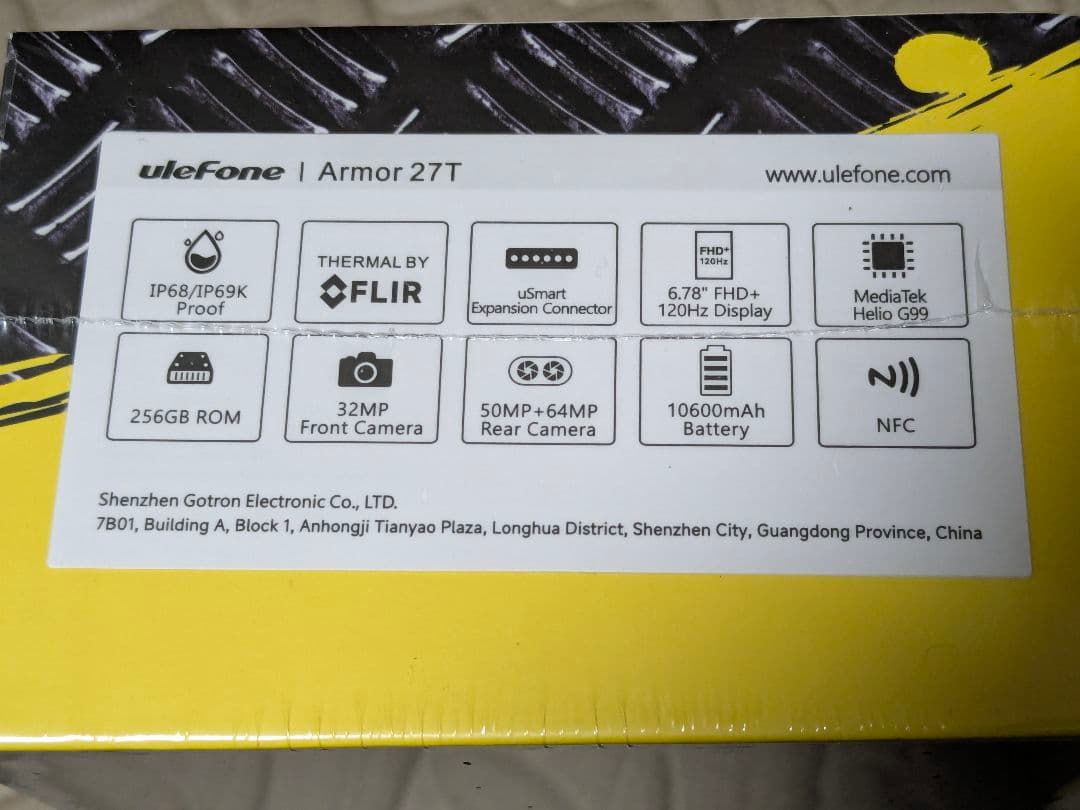 uleFone | Armor 27T
www.ulefone.com
IP68/IP69K
Proof
THERMAL BY
FLIR
uSmart
Expansion Connector
FHD+
120Hz
6.78" FHD+
120Hz Display
MediaTek
Helio G99
256GB ROM
32MP
Front Camera
50MP+64MP
Rear Camera
10600mAh
Battery
NFC
Shenzhen Gotron Electronic Co., LTD.
7B01, Building A, Block 1, Anhongji Tianyao Plaza, Longhua District, Shenzhen City, Guangdong Province, China